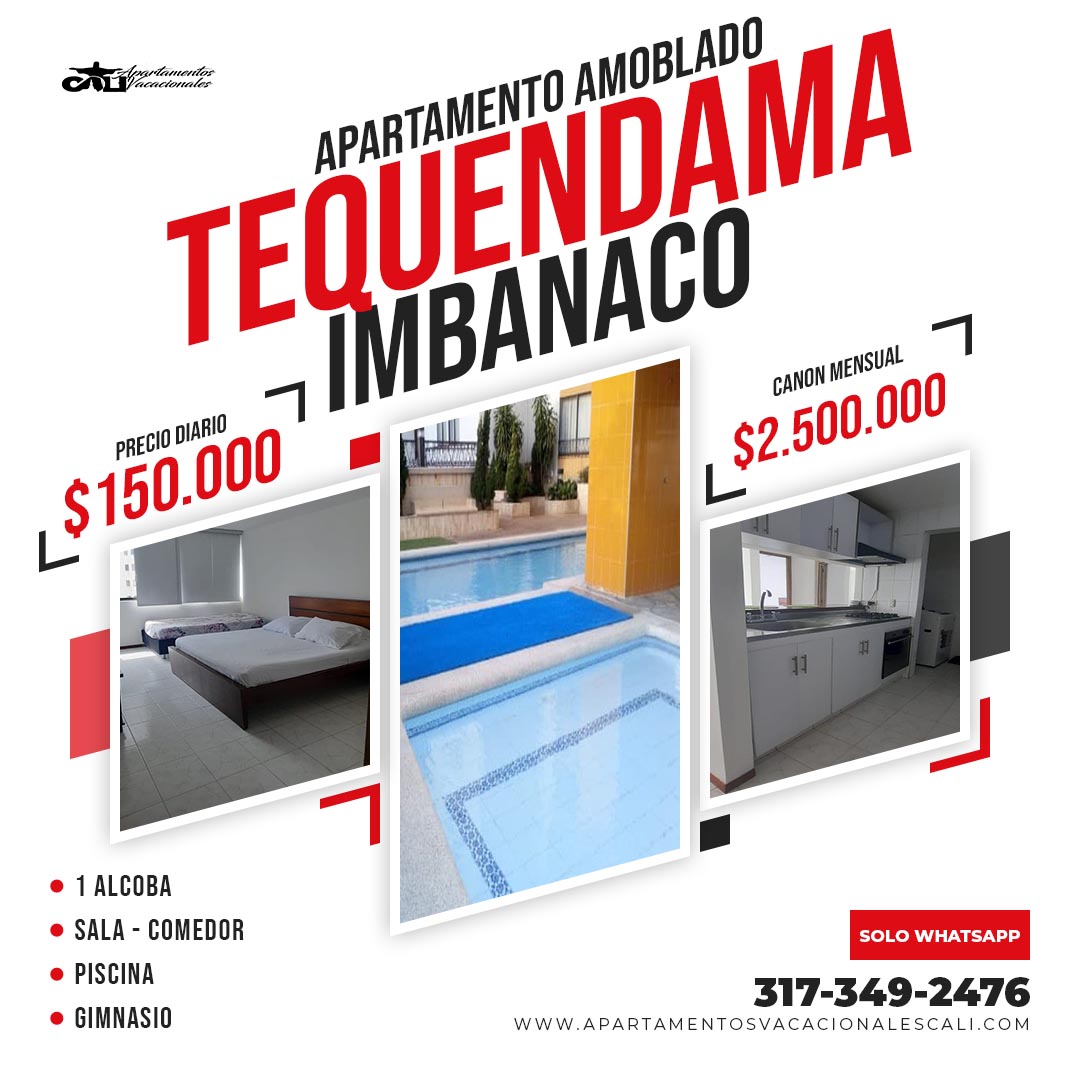 CALI Apartamentos
Vacacionales
APARTAMENTO AMOBLADO
TEQUENDAMA
IMBANACO
PRECIO DIARIO
$150.000
CANON MENSUAL
$2.500.000
1 ALCOBA
SALA - COMEDOR
PISCINA
GIMNASIO
SOLO WHATSAPP
317-349-2476
WWW.APARTAMENTOSVACACIONALESCALI.COM